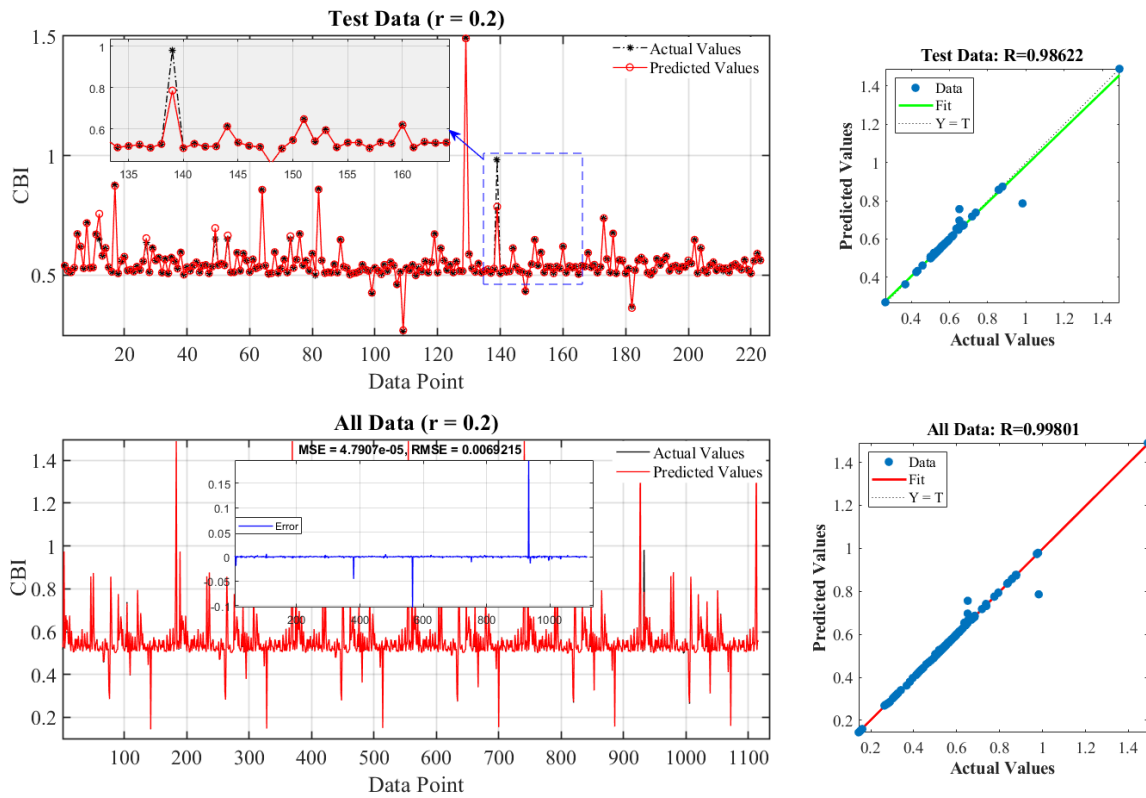 Test Data (r = 0.2)
1.5
1
0.5
CBI
1
0.8
0.6
135 140 145 150 155 160
Actual Values
Predicted Values
20 40 60 80 100 120 140 160 180 200 220
Data Point
Test Data: R=0.98622
Data
Fit
Y = T
1.4
1.2
1
0.8
0.6
0.4
Predicted Values
0.4 0.6 0.8 1 1.2 1.4
Actual Values
All Data (r = 0.2)
MSE = 4.7907e-05, RMSE = 0.0069215
1.4
1.2
1
0.8
0.6
0.4
0.2
CBI
0.15
0.1
0.05
0
-0.05
-0.1
Error
200 400 600 800 1000
Actual Values
Predicted Values
100 200 300 400 500 600 700 800 900 1000 1100
Data Point
All Data: R=0.99801
Data
Fit
Y = T
1.4
1.2
1
0.8
0.6
0.4
0.2
Predicted Values
0.2 0.4 0.6 0.8 1 1.2 1.4
Actual Values